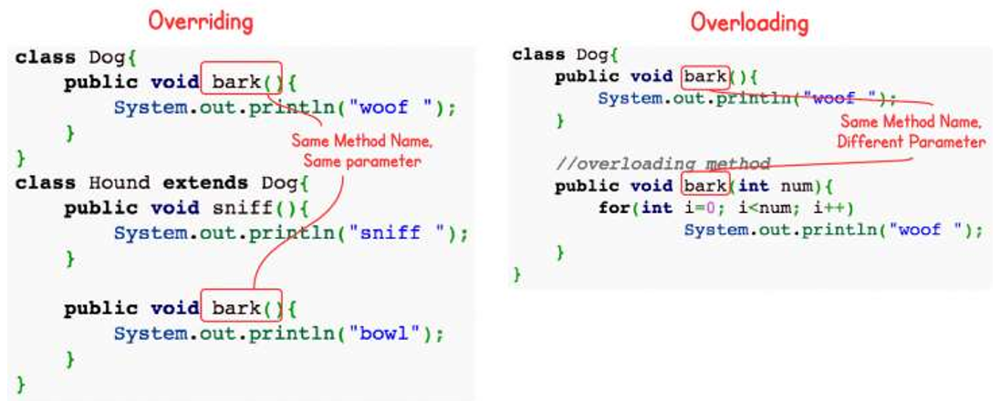 Overriding
class Dog{
public void bark(){
System.out.println("woof ");
}
}
class Hound extends Dog{
public void sniff(){
System.out.println("sniff ");
}
public void bark(){
System.out.println("bowl");
}
}
Same Method Name,
Same parameter
Overloading
class Dog{
public void bark(){
System.out.println("woof ");
}
//overloading method
public void bark(int num){
for(int i=0; i<num; i++)
System.out.println("woof ");
}
}
Same Method Name,
Different Parameter